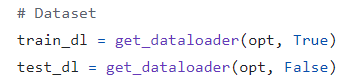 # Dataset
train_dl = get_dataloader(opt, True)
test_dl = get_dataloader(opt, False)